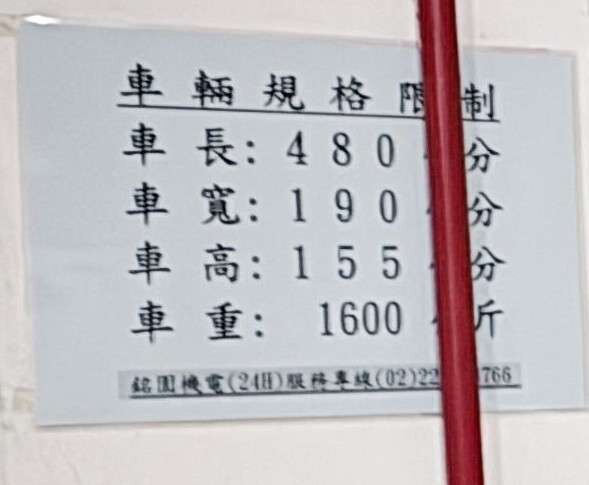 車輛規格限制
車長: 480 分
車寬: 190 分
車高: 155 分
車重: 1600 斤
銘園機電(24H)服務專線(02)22 766